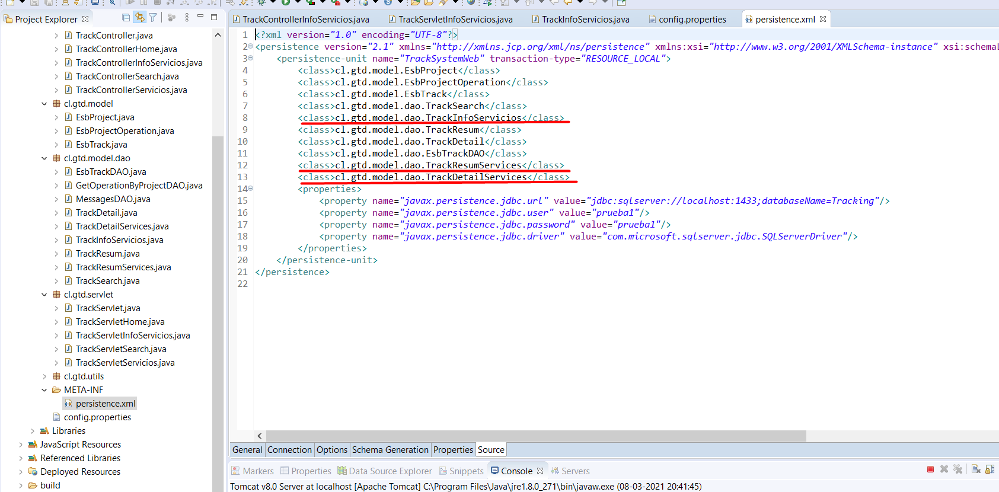 Project Explorer
TrackController.java
TrackControllerHome.java
TrackControllerInfoServicios.java
TrackControllerSearch.java
TrackControllerServicios.java
cl.gtd.model
EsbProject.java
EsbProjectOperation.java
EsbTrack.java
cl.gtd.model.dao
EsbTrackDAO.java
GetOperationByProjectDAO.java
MessagesDAO.java
TrackDetail.java
TrackDetailServices.java
TrackInfoServicios.java
TrackResum.java
TrackResumServices.java
TrackSearch.java
cl.gtd.servlet
TrackServlet.java
TrackServletHome.java
TrackServletInfoServicios.java
TrackServletSearch.java
TrackServletServicios.java
cl.gtd.utils
META-INF
persistence.xml
config.properties
Libraries
JavaScript Resources
Referenced Libraries
Deployed Resources
build
TrackControllerInfoServicios.java TrackServletInfoServicios.java TrackInfoServicios.java config.properties persistence.xml
1 <?xml version="1.0" encoding="UTF-8"?>
2 <persistence version="2.1" xmlns="http://xmlns.jcp.org/xml/ns/persistence" xmlns:xsi="http://www.w3.org/2001/XMLSchema-instance" xsi:schemaL
3 <persistence-unit name="TrackSystemWeb" transaction-type="RESOURCE_LOCAL">
4 <class>cl.gtd.model.EsbProject</class>
5 <class>cl.gtd.model.EsbProjectOperation</class>
6 <class>cl.gtd.model.EsbTrack</class>
7 <class>cl.gtd.model.dao.TrackSearch</class>
8 <class>cl.gtd.model.dao.TrackInfoServicios</class>
9 <class>cl.gtd.model.dao.TrackResum</class>
10 <class>cl.gtd.model.dao.TrackDetail</class>
11 <class>cl.gtd.model.dao.EsbTrackDAO</class>
12 <class>cl.gtd.model.dao.TrackResumServices</class>
13 <class>cl.gtd.model.dao.TrackDetailServices</class>
14 <properties>
15 <property name="javax.persistence.jdbc.url" value="jdbc:sqlserver://localhost:1433;databaseName=Tracking"/>
16 <property name="javax.persistence.jdbc.user" value="prueba1"/>
17 <property name="javax.persistence.jdbc.password" value="prueba1"/>
18 <property name="javax.persistence.jdbc.driver" value="com.microsoft.sqlserver.jdbc.SQLServerDriver"/>
19 </properties>
20 </persistence-unit>
21 </persistence>
22
General Connection Options Schema Generation Properties Source
Markers Properties Data Source Explorer Snippets Console Servers
Tomcat v8.0 Server at localhost [Apache Tomcat] C:\Program Files\Java\jre1.8.0_271\bin\javaw.exe (08-03-2021 20:41:45)